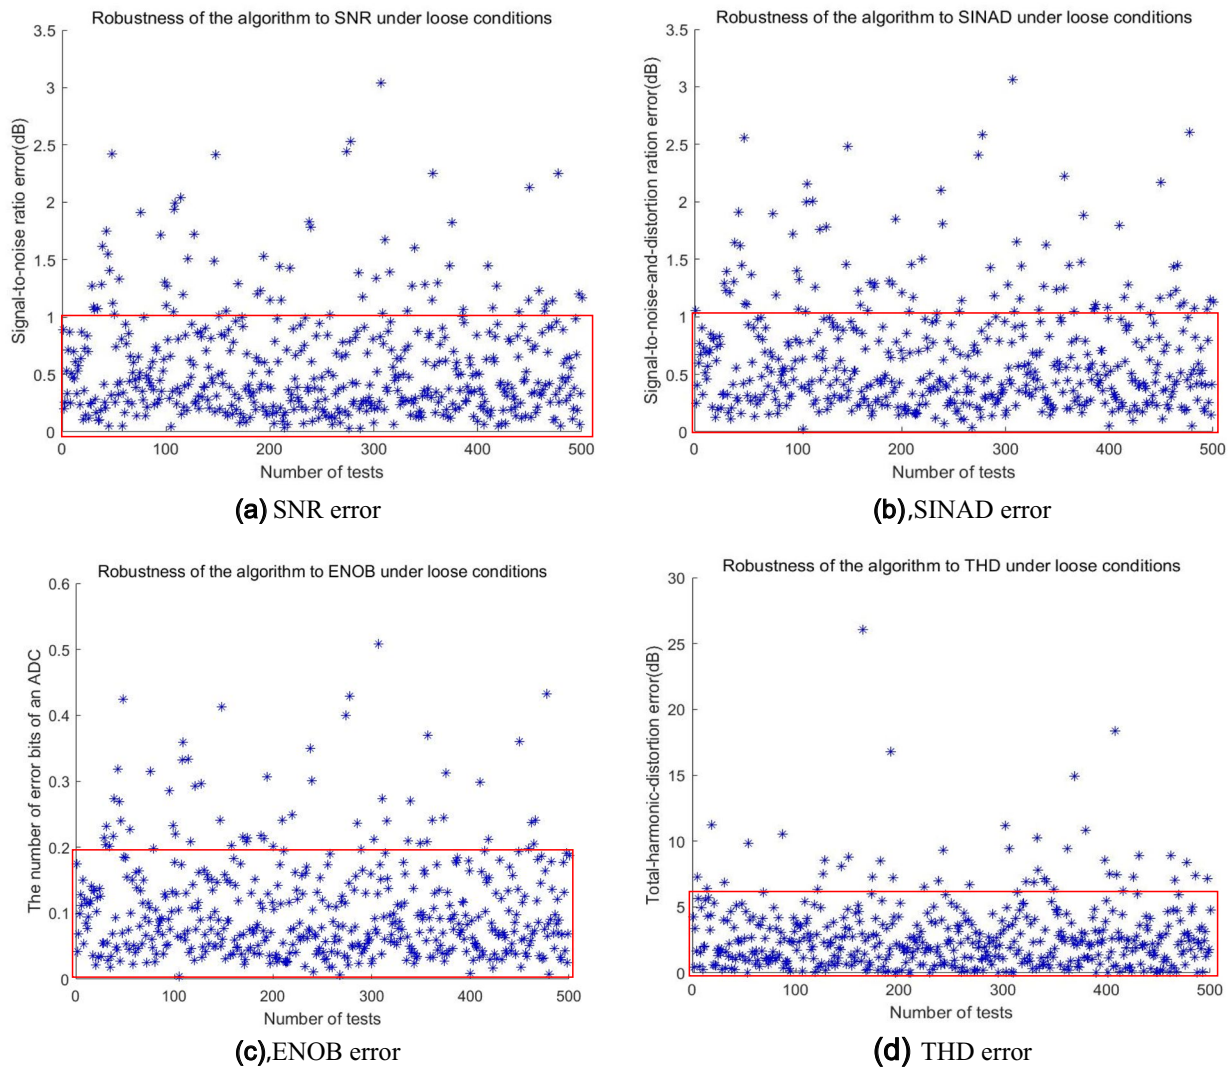 Robustness of the algorithm to SNR under loose conditions
Signal-to-noise ratio error(dB)
3.5
3
2.5
2
1.5
1
0.5
0
0 100 200 300 400 500
Number of tests
(a) SNR error
Robustness of the algorithm to SINAD under loose conditions
Signal-to-noise-and-distortion ration error(dB)
3.5
3
2.5
2
1.5
1
0.5
0
0 100 200 300 400 500
Number of tests
(b),SINAD error
Robustness of the algorithm to ENOB under loose conditions
The number of error bits of an ADC
0.6
0.5
0.4
0.3
0.2
0.1
0
0 100 200 300 400 500
Number of tests
(c),ENOB error
Robustness of the algorithm to THD under loose conditions
Total-harmonic-distortion error(dB)
30
25
20
15
10
5
0
0 100 200 300 400 500
Number of tests
(d) THD error